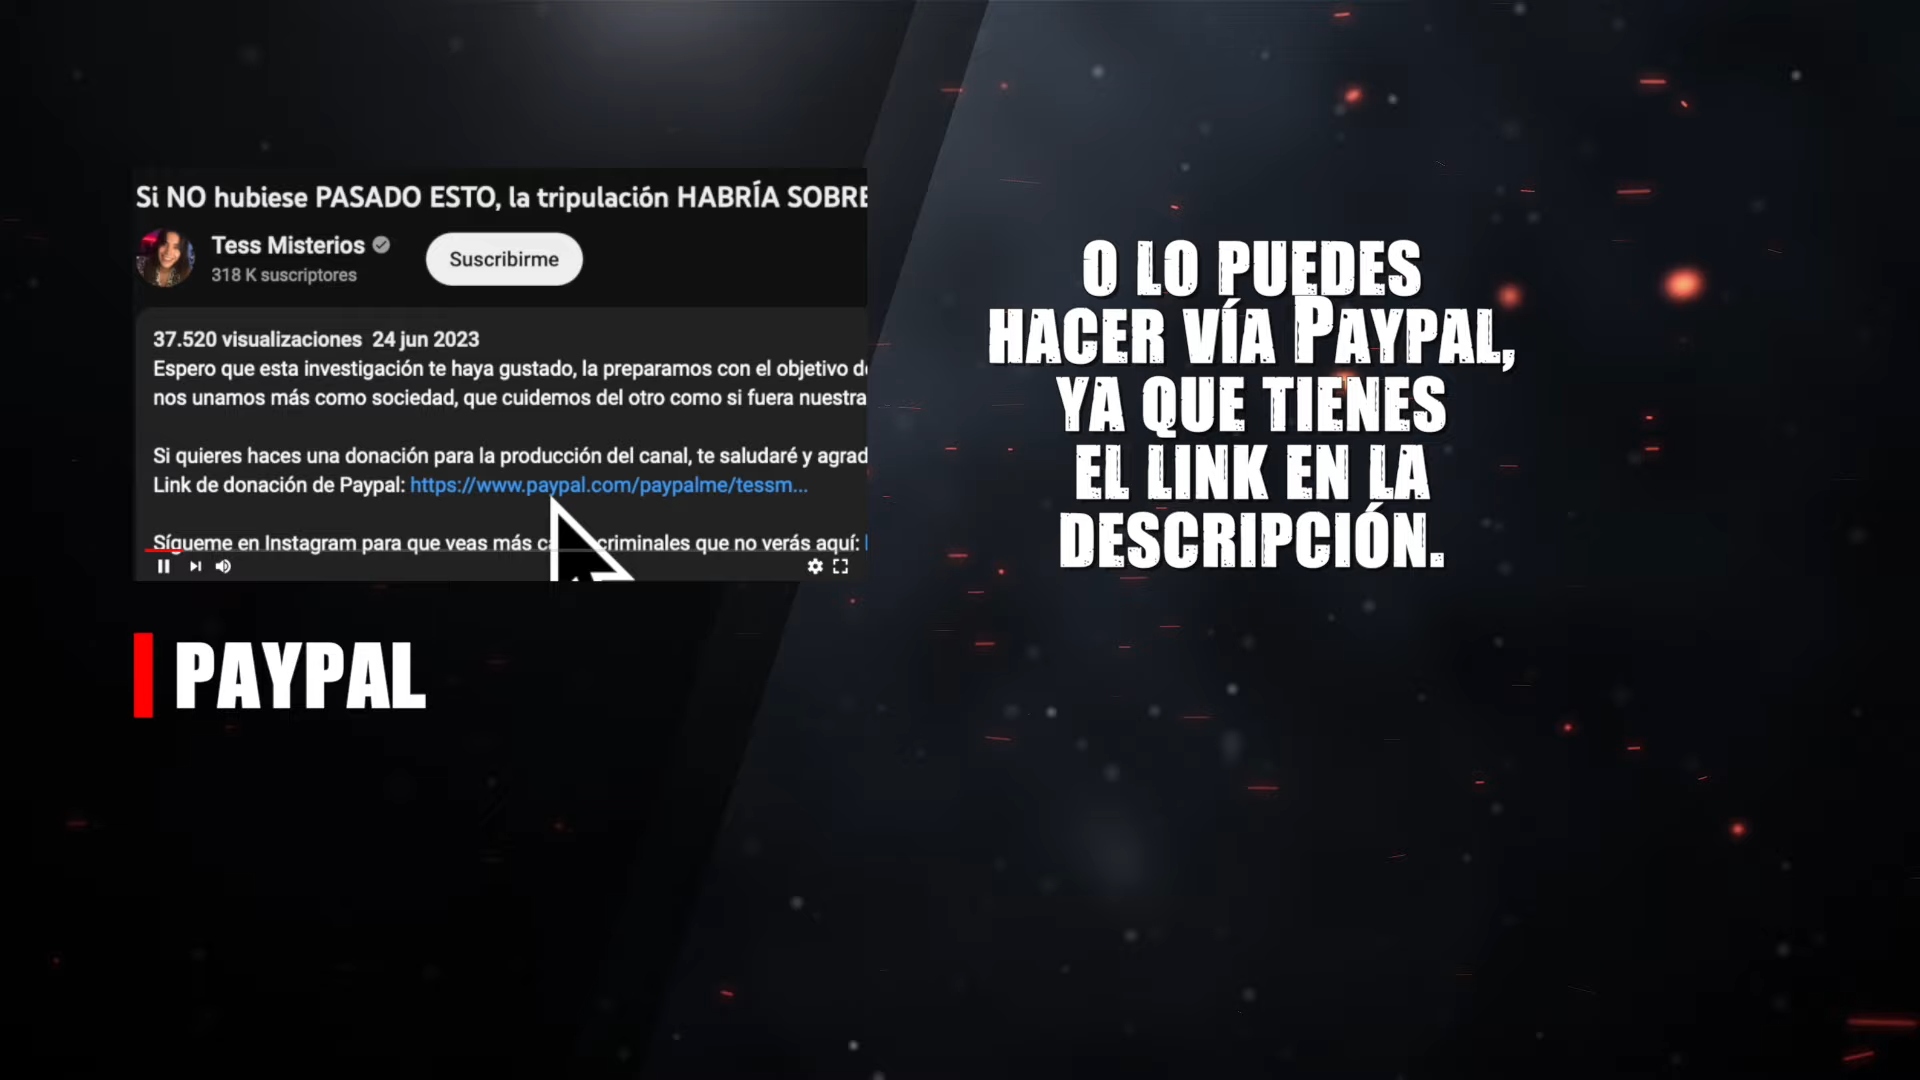 Si NO hubiese PASADO ESTO, la tripulación HABRÍA SOBRE
Tess Misterios
318 K suscriptores
Suscribirme
37.520 visualizaciones 24 jun 2023
Espero que esta investigación te haya gustado, la preparamos con el objetivo de
nos unamos más como sociedad, que cuidemos del otro como si fuera nuestra
Si quieres haces una donación para la producción del canal, te saludaré y agrad
Link de donación de Paypal: https://www.paypal.com/paypalme/tessm...
Sígueme en Instagram para que veas más criminales que no verás aquí:
PAYPAL
O LO PUEDES
HACER VÍA PAYPAL,
YA QUE TIENES
EL LINK EN LA
DESCRIPCIÓN.